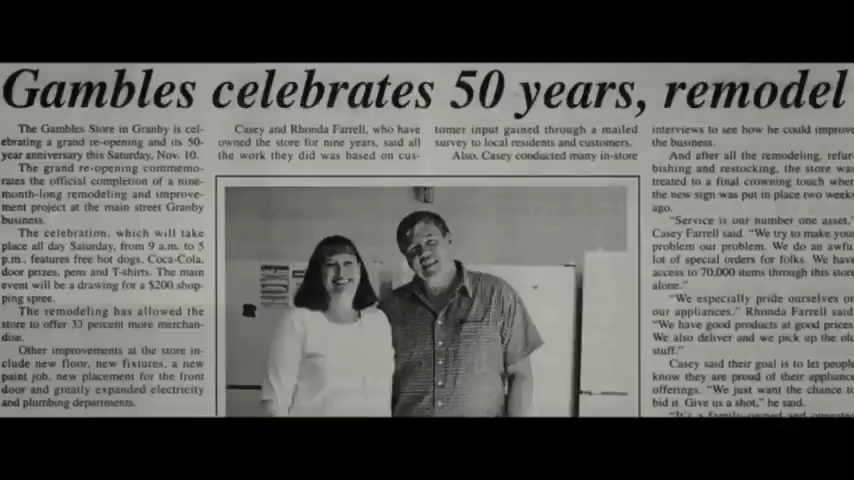 Gambles celebrates 50 years, remodel
The Gambles Store in Granby is cel-
ebrating a grand re-opening and its 50-
year anniversary this Saturday, Nov. 10.
The grand re-opening commemo-
rates the official completion of a nine-
month-long remodeling and improve-
ment project at the main street Granby
business.
The celebration, which will take
place all day Saturday, from 9 a.m. to 5
p.m., features free hot dogs, Coca-Cola,
door prizes, pens and T-shirts. The main
event will be a drawing for a $200 shop-
ping spree.
The remodeling has allowed the
store to offer 33 percent more merchan-
dise.
Other improvements at the store in-
clude new floor, new fixtures, a new
paint job, new placement for the front
door and greatly expanded electricity
and plumbing departments.
Casey and Rhonda Farrell, who have
owned the store for nine years, said all
the work they did was based on cus-
tomer input gained through a mailed
survey to local residents and customers.
Also, Casey conducted many in-store
interviews to see how he could improve
the business.
And after all the remodeling, refur-
bishing and restocking, the store was
treated to a final crowning touch when
the new sign was put in place two weeks
ago.
"Service is our number one asset,"
Casey Farrell said. "We try to make your
problem our problem. We do an awfu
lot of special orders for folks. We have
access to 70,000 items through this store
alone."
"We especially pride ourselves on
our appliances," Rhonda Farrell said.
"We have good products at good prices.
We also deliver and we pick up the old
stuff."
Casey said their goal is to let people
know they are proud of their appliance
offerings. "We just want the chance to
bid it. Give us a shot," he said.
"It's a family-owned and operated